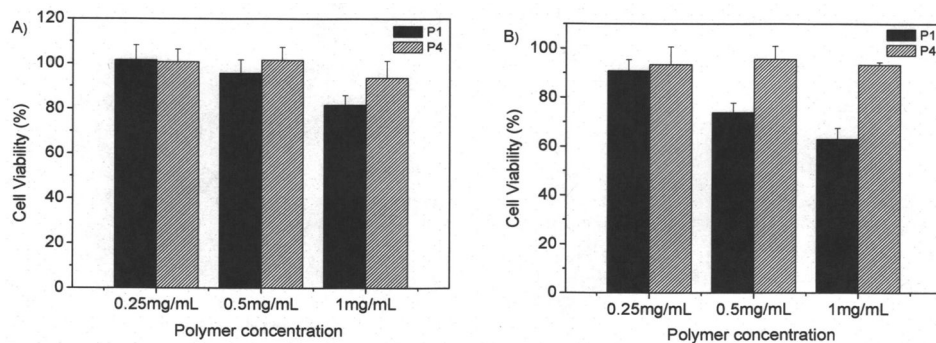 A)
P1
P4
120
100
80
60
40
20
0
Cell Viability (%)
0.25mg/mL 0.5mg/mL 1mg/mL
Polymer concentration
B)
P1
P4
100
80
60
40
20
0
Cell Viability (%)
0.25mg/mL 0.5mg/mL 1mg/mL
Polymer concentration